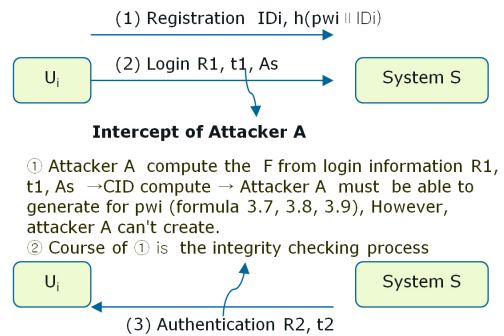 (1) Registration IDi, h(pwi || IDi)
(2) Login R1, t1, As
Ui
System S
Intercept of Attacker A
① Attacker A compute the F from login information R1,
t1, As →CID compute → Attacker A must be able to
generate for pwi (formula 3.7, 3.8, 3.9), However,
attacker A can't create.
② Course of ① is the integrity checking process
Ui
System S
(3) Authentication R2, t2